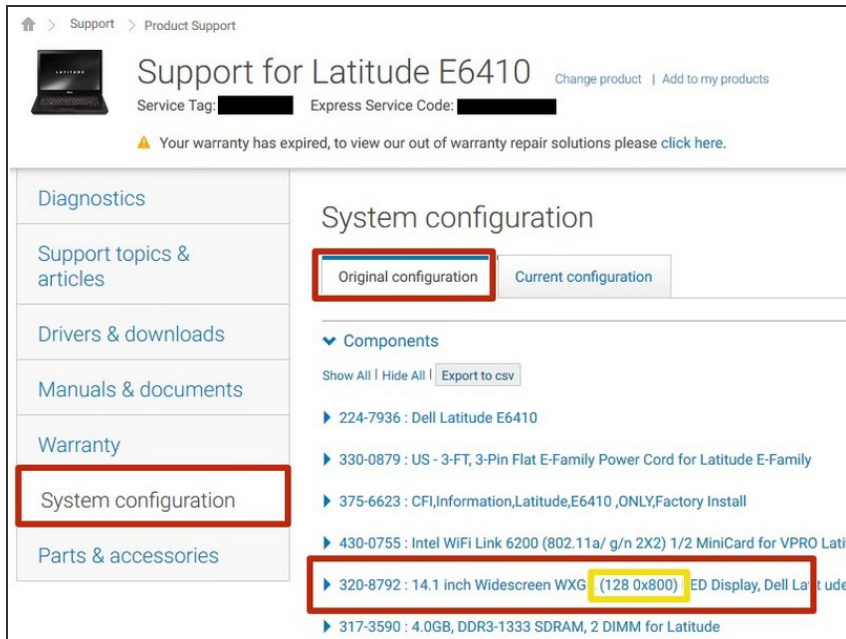 Support > Product Support
Support for Latitude E6410 Change product | Add to my products
Service Tag: Express Service Code:
Your warranty has expired, to view our out of warranty repair solutions please click here.
Diagnostics
Support topics &
articles
Drivers & downloads
Manuals & documents
Warranty
System configuration
Parts & accessories
System configuration
Original configuration Current configuration
Components
Show All | Hide All | Export to csv
224-7936 : Dell Latitude E6410
330-0879 : US - 3-FT, 3-Pin Flat E-Family Power Cord for Latitude E-Family
375-6623 : CFI,Information,Latitude,E6410 ,ONLY,Factory Install
430-0755 : Intel WiFi Link 6200 (802.11a/ g/n 2X2) 1/2 MiniCard for VPRO Lati
320-8792 : 14.1 inch Widescreen WXG (128 0x800) ED Display, Dell Lat ude
317-3590 : 4.0GB, DDR3-1333 SDRAM, 2 DIMM for Latitude